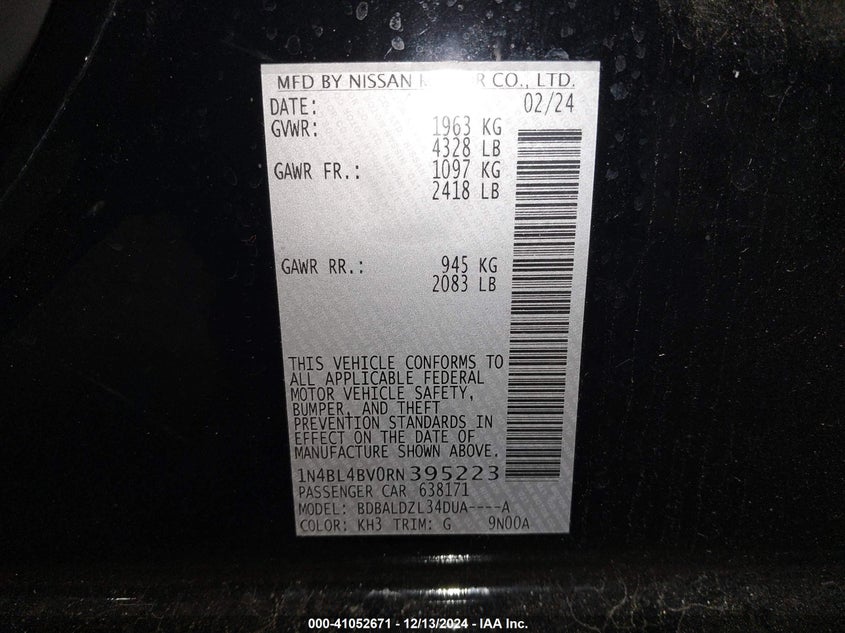 MFD BY NISSAN R CO., LTD.
DATE: 02/24
GVWR: 1963 KG
4328 LB
GAWR FR.: 1097 KG
2418 LB
GAWR RR.: 945 KG
2083 LB
THIS VEHICLE CONFORMS TO
ALL APPLICABLE FEDERAL
MOTOR VEHICLE SAFETY,
BUMPER, AND THEFT
PREVENTION STANDARDS IN
EFFECT ON THE DATE OF
MANUFACTURE SHOWN ABOVE.
1N4BL4BV0RN395223
PASSENGER CAR 638171
MODEL: BDBALDZL34DUA----A
COLOR: KH3 TRIM: G 9N00A
000-41052671 - 12/13/2024 - IAA Inc.